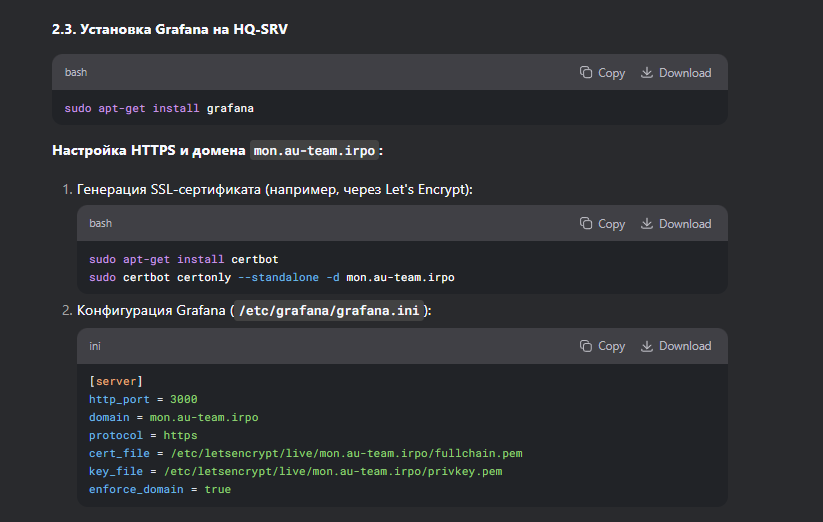 2.3. Установка Grafana на HQ-SRV
bash Copy Download
sudo apt-get install grafana
Настройка HTTPS и домена mon.au-team.irpo:
1. Генерация SSL-сертификата (например, через Let's Encrypt):
bash Copy Download
sudo apt-get install certbot
sudo certbot certonly --standalone -d mon.au-team.irpo
2. Конфигурация Grafana (/etc/grafana/grafana.ini):
ini Copy Download
[server]
http_port = 3000
domain = mon.au-team.irpo
protocol = https
cert_file = /etc/letsencrypt/live/mon.au-team.irpo/fullchain.pem
key_file = /etc/letsencrypt/live/mon.au-team.irpo/privkey.pem
enforce_domain = true